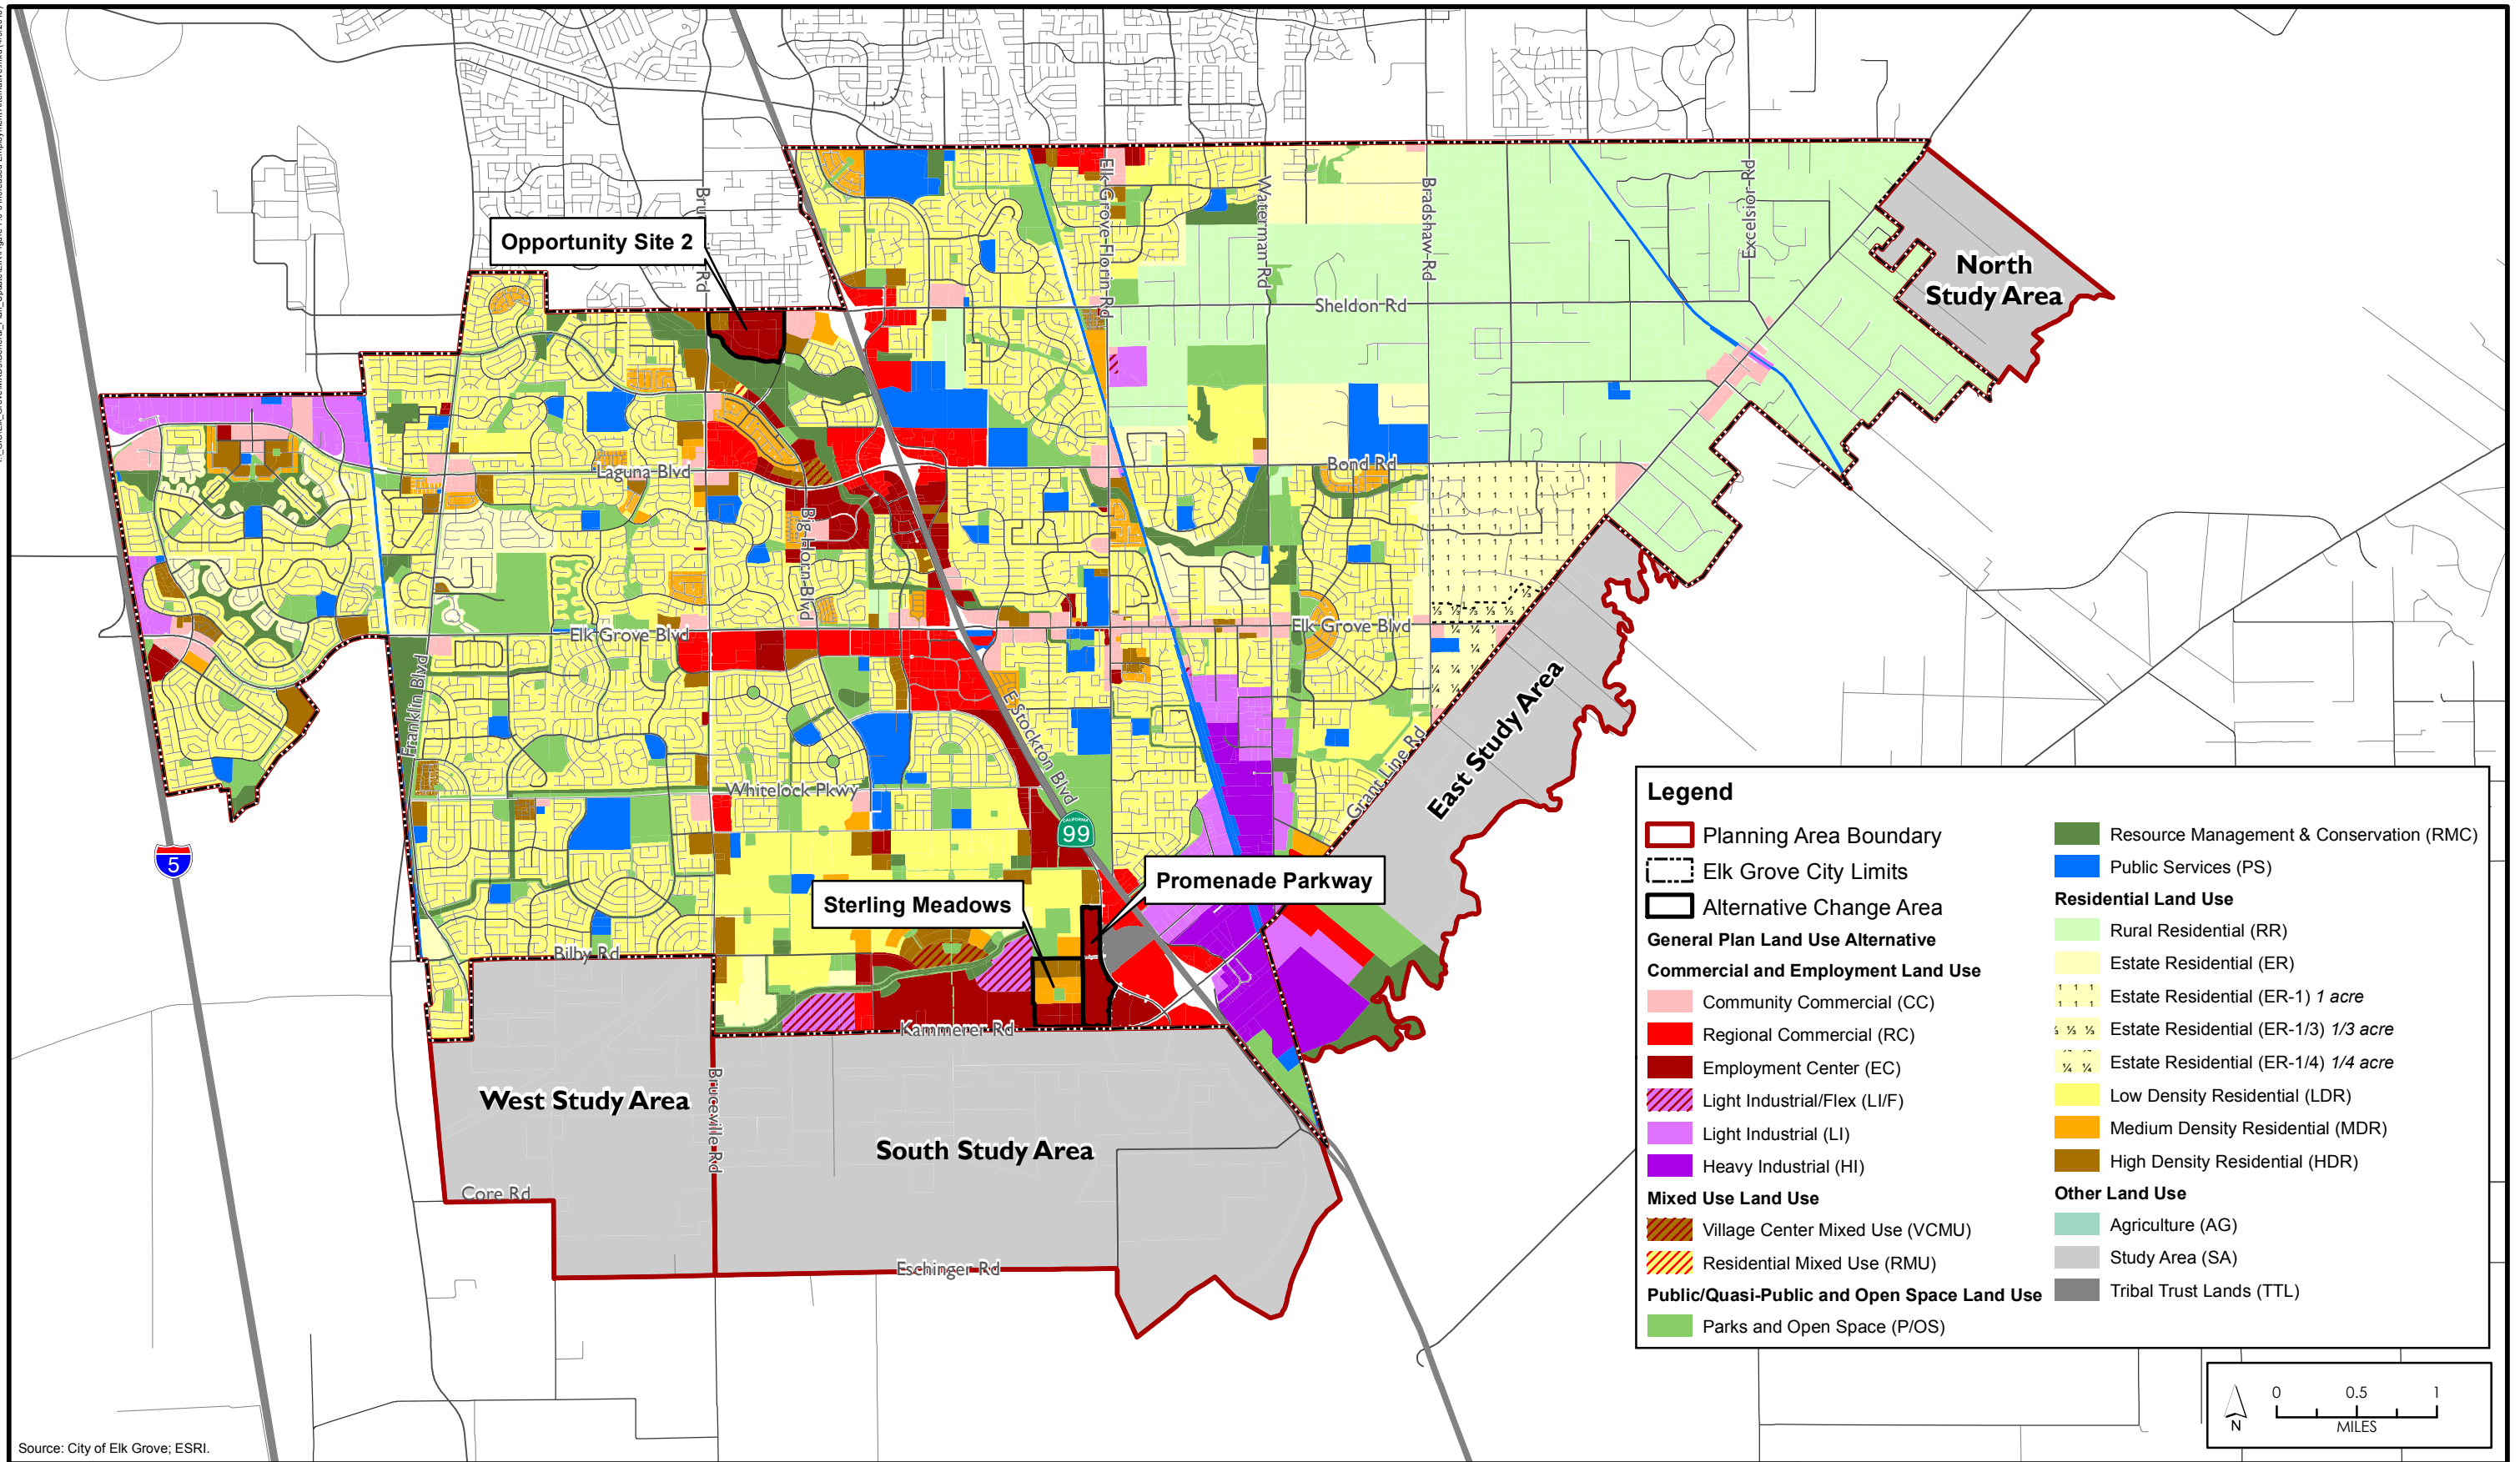 Opportunity Site 2
Bru
Rd
Elk-Grove-Florin-Rd
Waterman Rd
Bradshaw-Rd
Excelsior-Rd
North
Study Area
Sheldon Rd
Laguna Blvd
Bond Rd
Big-Horn-Blvd
Elk Grove Blvd
Elk Grove Blvd
Franklin Blvd
E Stockton Blvd
Whitelock Pkwy
Grant Line Rd
East Study Area
CALIFORNIA
99
5
Promenade Parkway
Sterling Meadows
Bilby Rd
Kammerer Rd
West Study Area
Bruceville Rd
South Study Area
Core Rd
Eschinger Rd
Legend
Planning Area Boundary
Elk Grove City Limits
Alternative Change Area
General Plan Land Use Alternative
Commercial and Employment Land Use
Community Commercial (CC)
Regional Commercial (RC)
Employment Center (EC)
Light Industrial/Flex (LI/F)
Light Industrial (LI)
Heavy Industrial (HI)
Mixed Use Land Use
Village Center Mixed Use (VCMU)
Residential Mixed Use (RMU)
Public/Quasi-Public and Open Space Land Use
Parks and Open Space (P/OS)
Resource Management & Conservation (RMC)
Public Services (PS)
Residential Land Use
Rural Residential (RR)
Estate Residential (ER)
Estate Residential (ER-1) 1 acre
Estate Residential (ER-1/3) 1/3 acre
Estate Residential (ER-1/4) 1/4 acre
Low Density Residential (LDR)
Medium Density Residential (MDR)
High Density Residential (HDR)
Other Land Use
Agriculture (AG)
Study Area (SA)
Tribal Trust Lands (TTL)
N
0 0.5 1
MILES
Source: City of Elk Grove; ESRI.